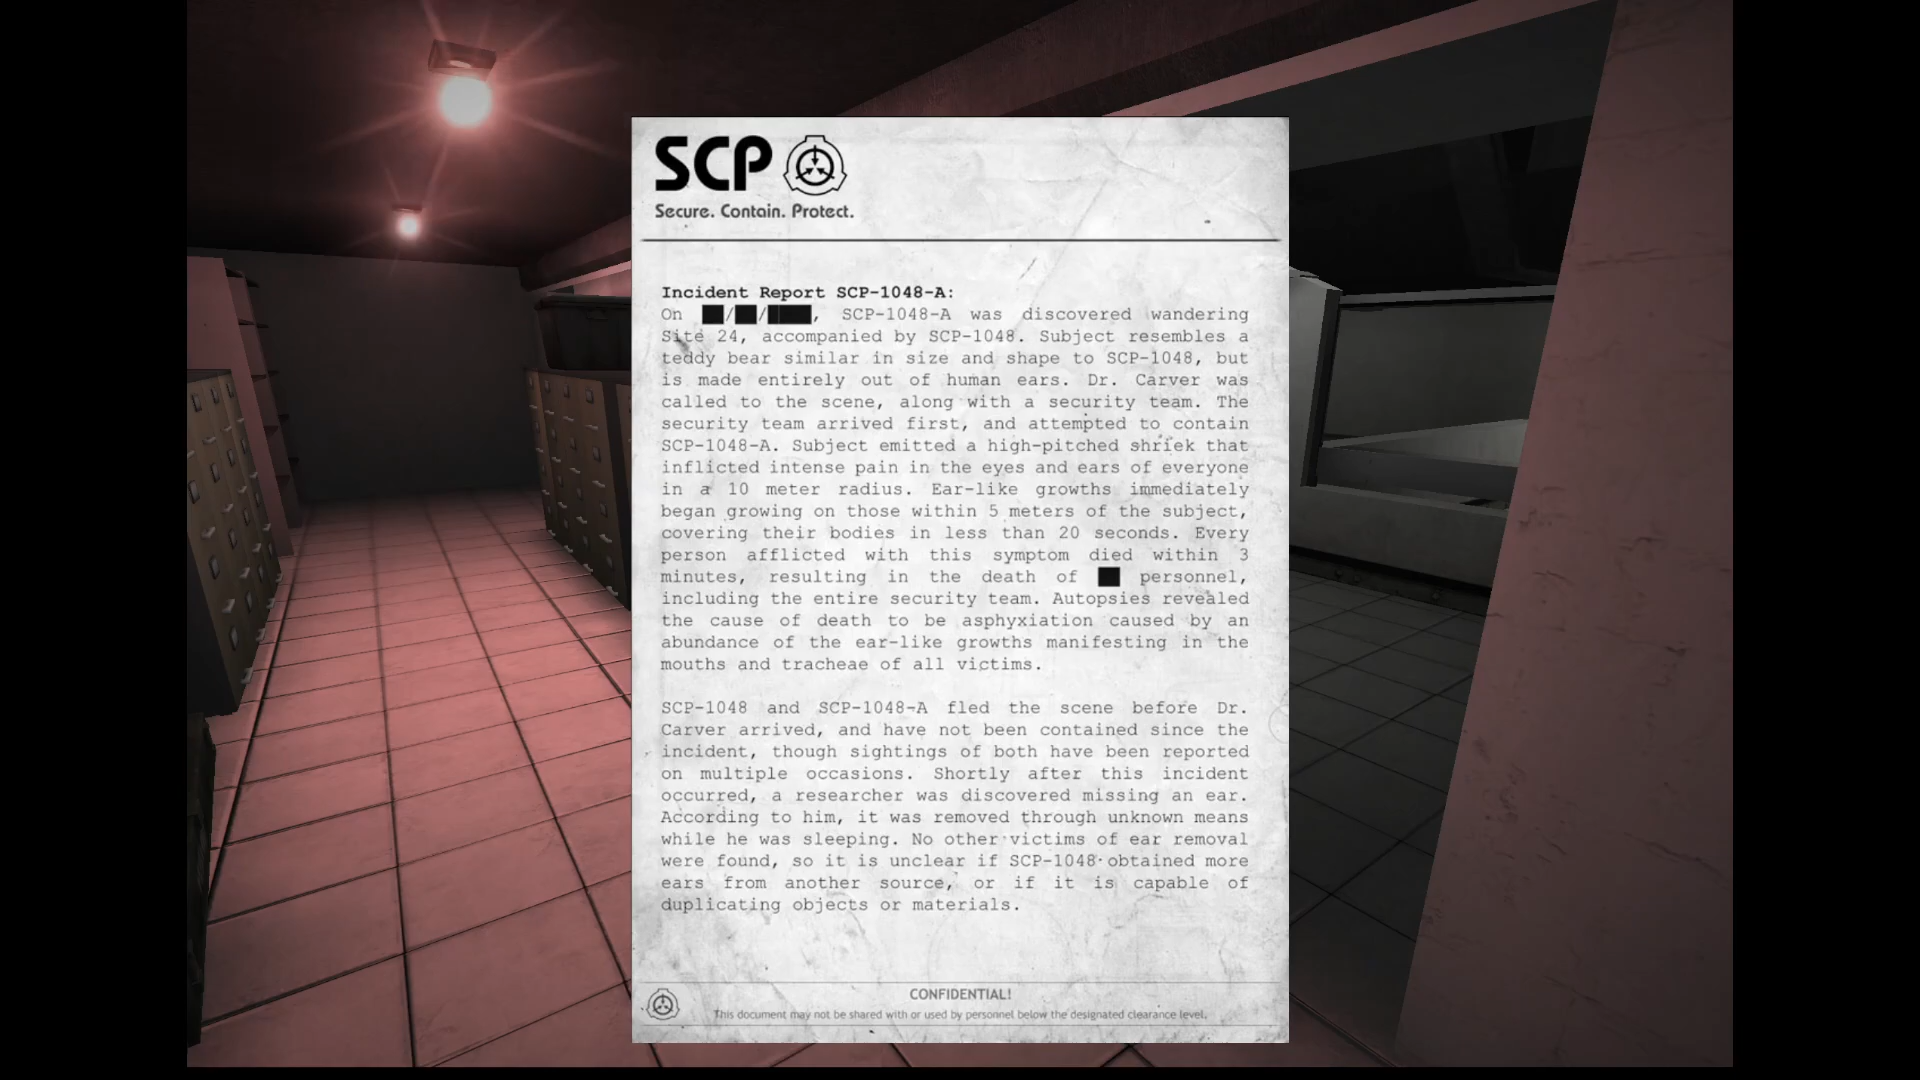 SCP
Secure. Contain. Protect.
Incident Report SCP-1048-A:
On ██/██/████, SCP-1048-A was discovered wandering
Site 24, accompanied by SCP-1048. Subject resembles a
teddy bear similar in size and shape to SCP-1048, but
is made entirely out of human ears. Dr. Carver was
called to the scene, along with a security team. The
security team arrived first, and attempted to contain
SCP-1048-A. Subject emitted a high-pitched shriek that
inflicted intense pain in the eyes and ears of everyone
in a 10 meter radius. Ear-like growths immediately
began growing on those within 5 meters of the subject,
covering their bodies in less than 20 seconds. Every
person afflicted with this symptom died within 3
minutes, resulting in the death of ██ personnel,
including the entire security team. Autopsies revealed
the cause of death to be asphyxiation caused by an
abundance of the ear-like growths manifesting in the
mouths and tracheae of all victims.
SCP-1048 and SCP-1048-A fled the scene before Dr.
Carver arrived, and have not been contained since the
incident, though sightings of both have been reported
on multiple occasions. Shortly after this incident
occurred, a researcher was discovered missing an ear.
According to him, it was removed through unknown means
while he was sleeping. No other victims of ear removal
were found, so it is unclear if SCP-1048 obtained more
ears from another source, or if it is capable of
duplicating objects or materials.
CONFIDENTIAL!
This document may not be shared with or used by personnel below the designated clearance level.